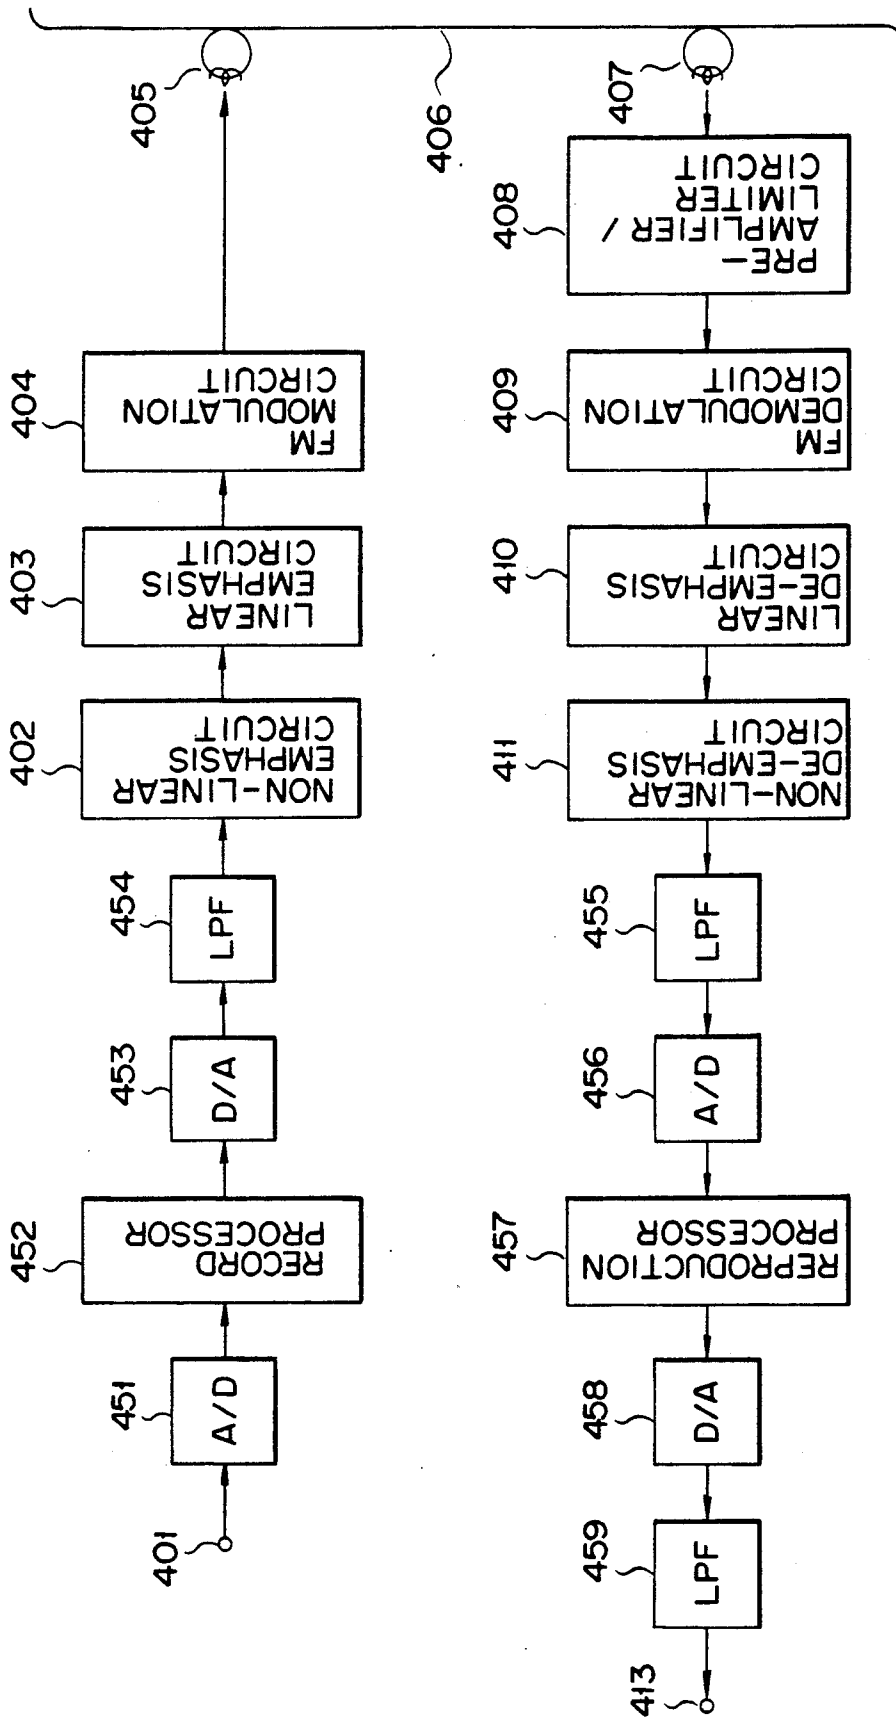 401
451
A/D
452
RECORD
PROCESSOR
453
D/A
454
LPF
402
NON-LINEAR
EMPHASIS
CIRCUIT
403
LINEAR
EMPHASIS
CIRCUIT
404
FM
MODULATION
CIRCUIT
405
406
407
408
PRE-
AMPLIFIER /
LIMITER
CIRCUIT
409
FM
DEMODULATION
CIRCUIT
410
LINEAR
DE-EMPHASIS
CIRCUIT
411
NON-LINEAR
DE-EMPHASIS
CIRCUIT
455
LPF
456
A/D
457
REPRODUCTION
PROCESSOR
458
D/A
459
LPF
413